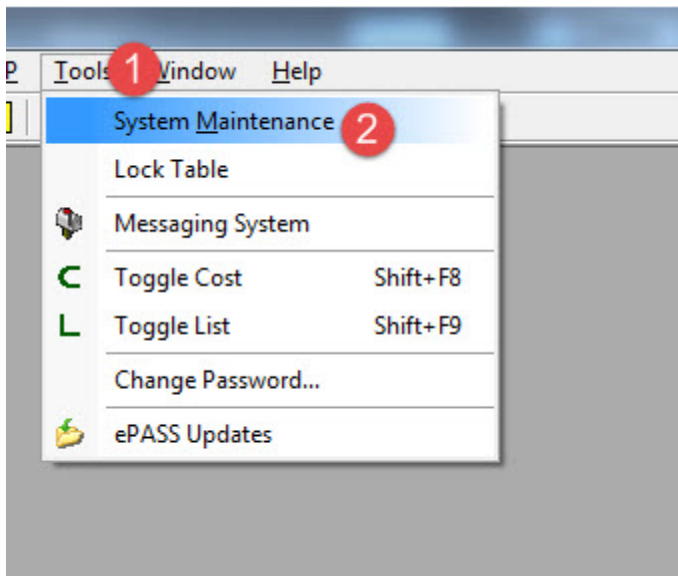 P Tools 1 Window Help
System Maintenance 2
Lock Table
Messaging System
C Toggle Cost Shift+F8
L Toggle List Shift+F9
Change Password...
ePASS Updates